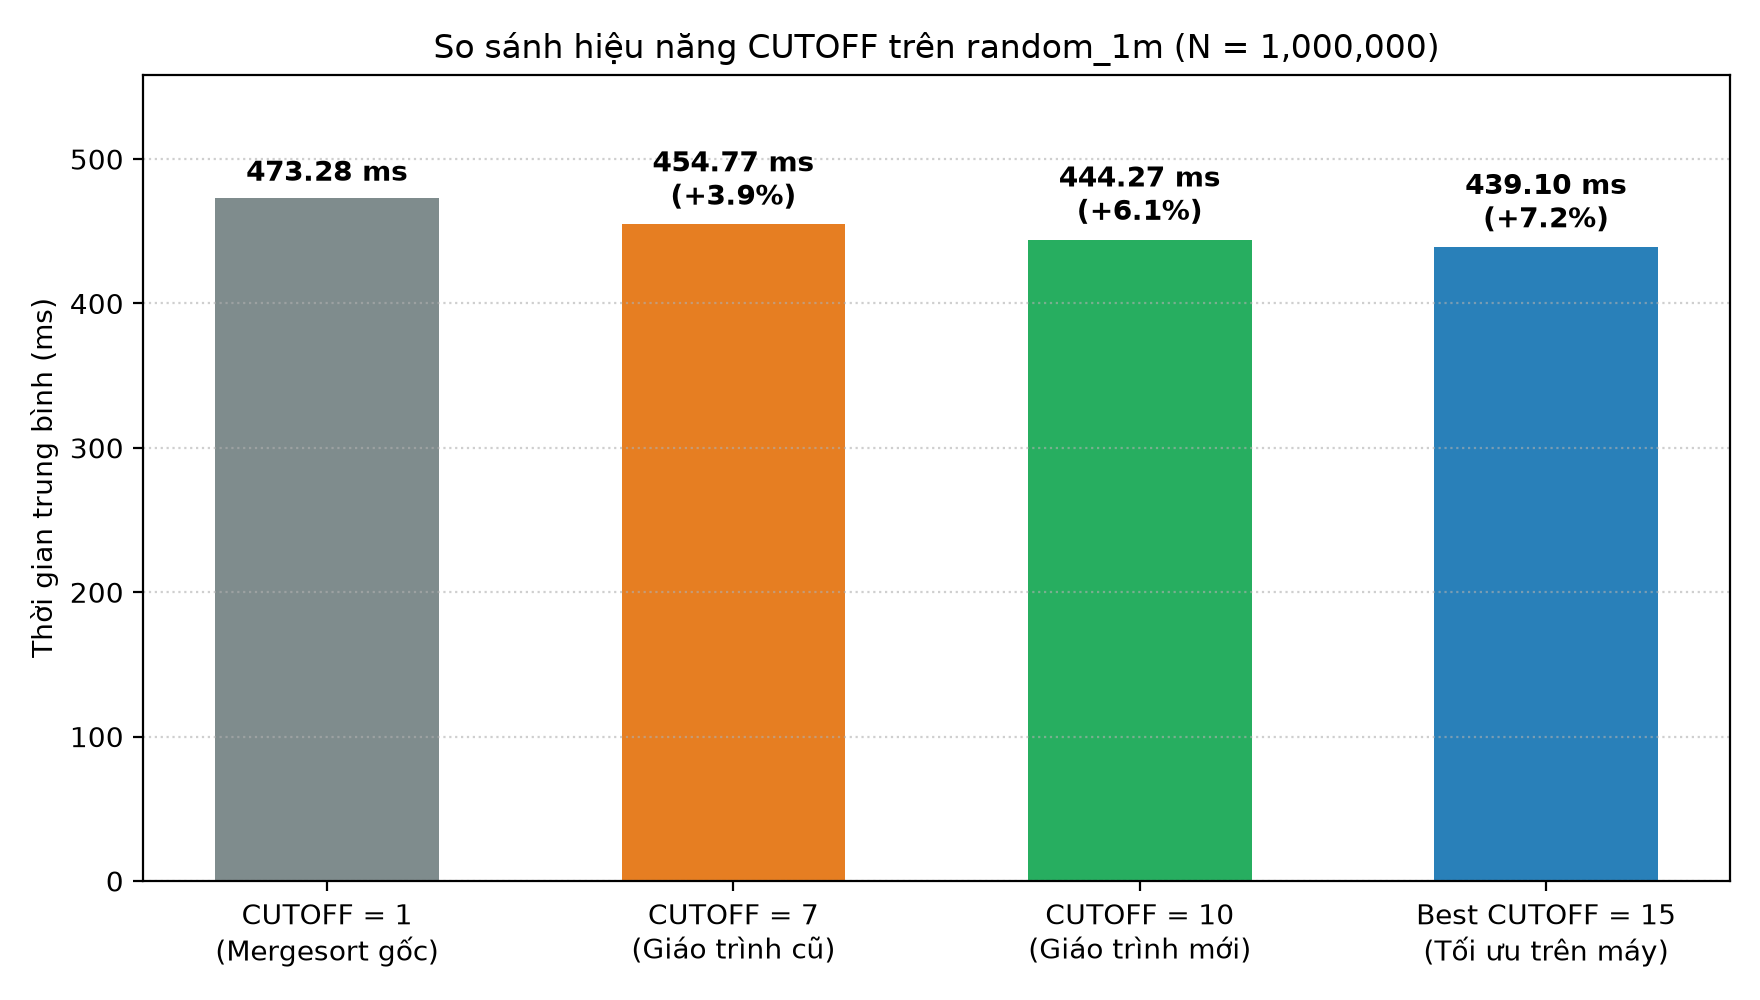 So sánh hiệu năng CUTOFF trên random_1m (N = 1,000,000)
Thời gian trung bình (ms)
500
400
300
200
100
0
473.28 ms
454.77 ms
(+3.9%)
444.27 ms
(+6.1%)
439.10 ms
(+7.2%)
CUTOFF = 1
(Mergesort gốc)
CUTOFF = 7
(Giáo trình cũ)
CUTOFF = 10
(Giáo trình mới)
Best CUTOFF = 15
(Tối ưu trên máy)